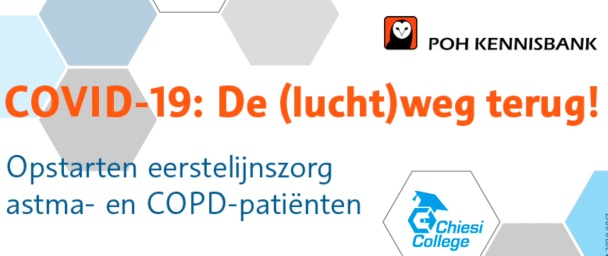 POH KENNISBANK
COVID-19: De (lucht)weg terug!
Opstarten eerstelijnszorg
astma- en COPD-patiënten
Chiesi
College